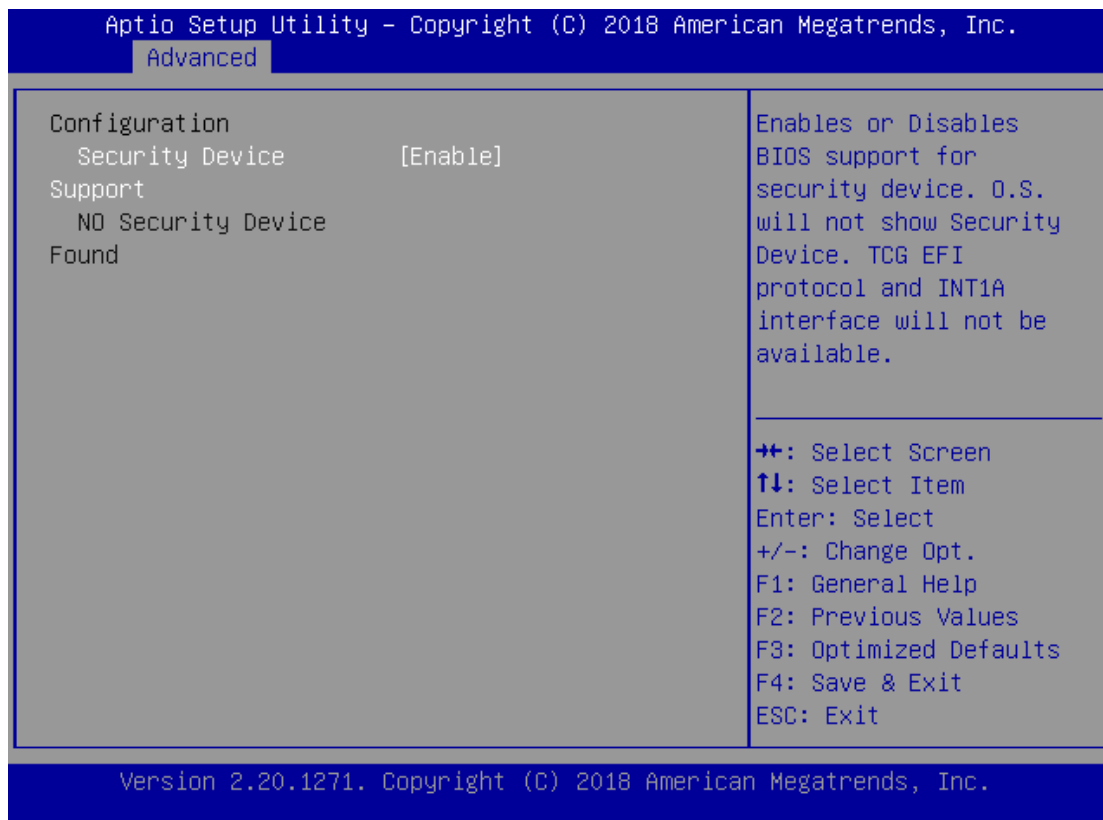 Aptio Setup Utility – Copyright (C) 2018 American Megatrends, Inc.
Advanced
Configuration
Security Device [Enable]
Support
NO Security Device
Found
Enables or Disables
BIOS support for
security device. O.S.
will not show Security
Device. TCG EFI
protocol and INT1A
interface will not be
available.
→←: Select Screen
↑↓: Select Item
Enter: Select
+/-: Change Opt.
F1: General Help
F2: Previous Values
F3: Optimized Defaults
F4: Save & Exit
ESC: Exit
Version 2.20.1271. Copyright (C) 2018 American Megatrends, Inc.